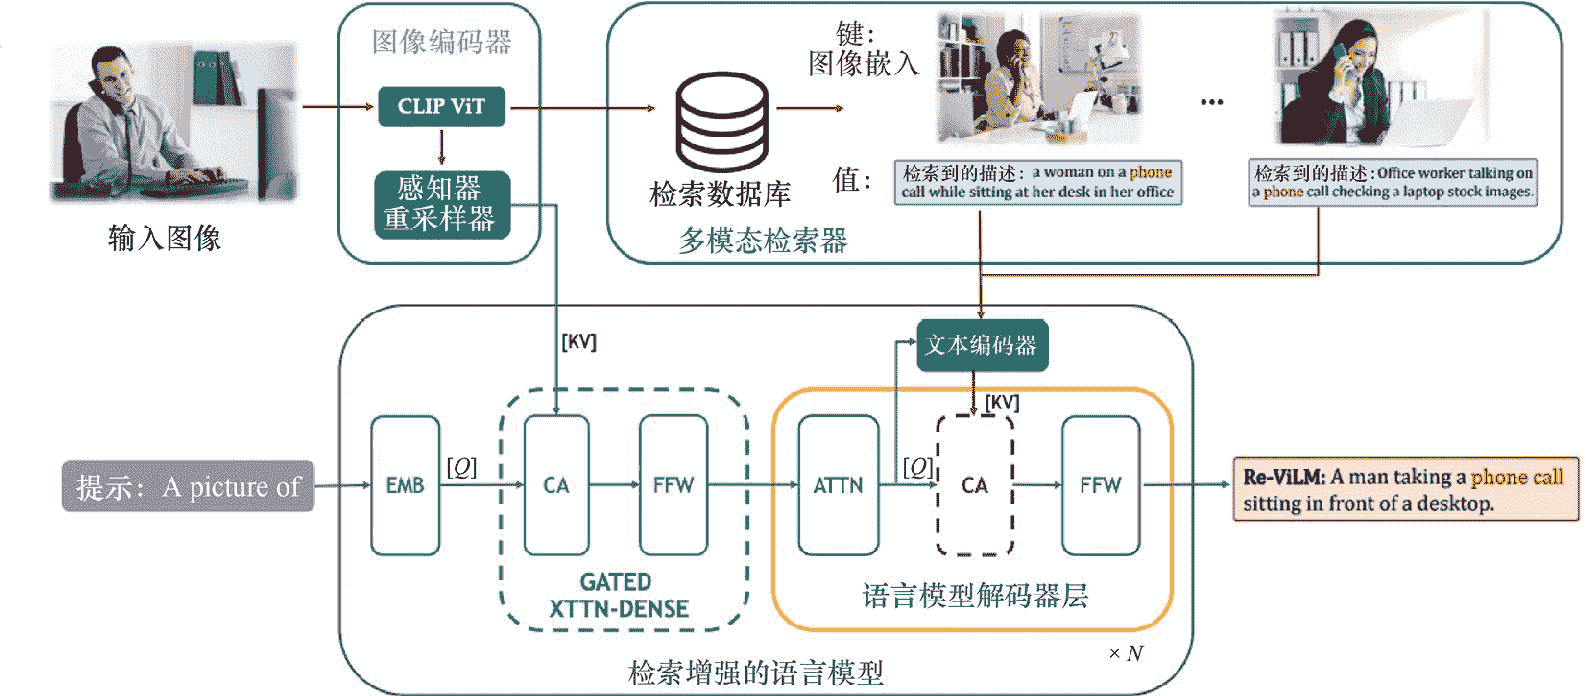 图像编码器
CLIP ViT
感知器
重采样器
输入图像
检索数据库
多模态检索器
键：
图像嵌入
值：
...
检索到的描述：a woman on a phone
call while sitting at her desk in her office
检索到的描述：Office worker talking on
a phone call checking a laptop stock images.
[KV]
文本编码器
[KV]
提示：A picture of
EMB
[Q]
CA
FFW
GATED
XTTN-DENSE
ATTN
[Q]
CA
FFW
语言模型解码器层
× N
检索增强的语言模型
Re-ViLM: A man taking a phone call
sitting in front of a desktop.